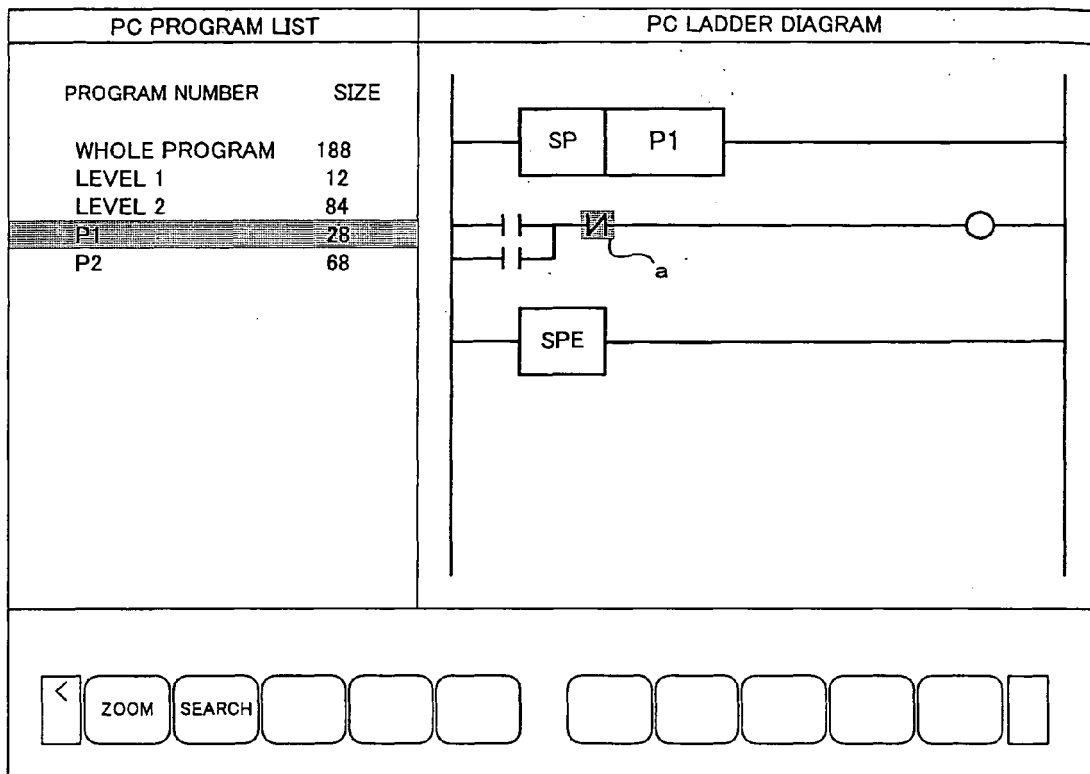 PC PROGRAM LIST
PC LADDER DIAGRAM
PROGRAM NUMBER SIZE
WHOLE PROGRAM 188
LEVEL 1 12
LEVEL 2 84
P1 28
P2 68
SP P1
a
SPE
< ZOOM SEARCH